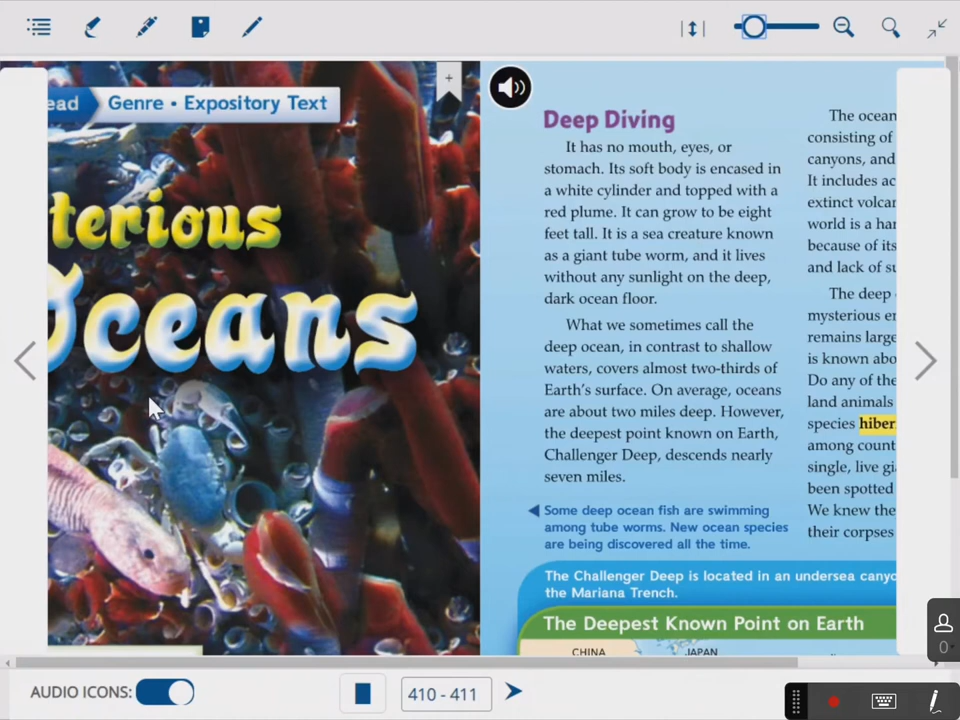 ead Genre • Expository Text
terious
Oceans
Deep Diving
It has no mouth, eyes, or
stomach. Its soft body is encased in
a white cylinder and topped with a
red plume. It can grow to be eight
feet tall. It is a sea creature known
as a giant tube worm, and it lives
without any sunlight on the deep,
dark ocean floor.
What we sometimes call the
deep ocean, in contrast to shallow
waters, covers almost two-thirds of
Earth's surface. On average, oceans
are about two miles deep. However,
the deepest point known on Earth,
Challenger Deep, descends nearly
seven miles.
◀ Some deep ocean fish are swimming
among tube worms. New ocean species
are being discovered all the time.
The ocean
consisting of
canyons, and
It includes ac
extinct volcan
world is a har
because of its
and lack of su
The deep
mysterious en
remains large
is known abo
Do any of the
land animals
species hiber
among count
single, live gi
been spotted
We knew the
their corpses
The Challenger Deep is located in an undersea canyo
the Mariana Trench.
The Deepest Known Point on Earth
CHINA JAPAN
AUDIO ICONS: 410 - 411
0